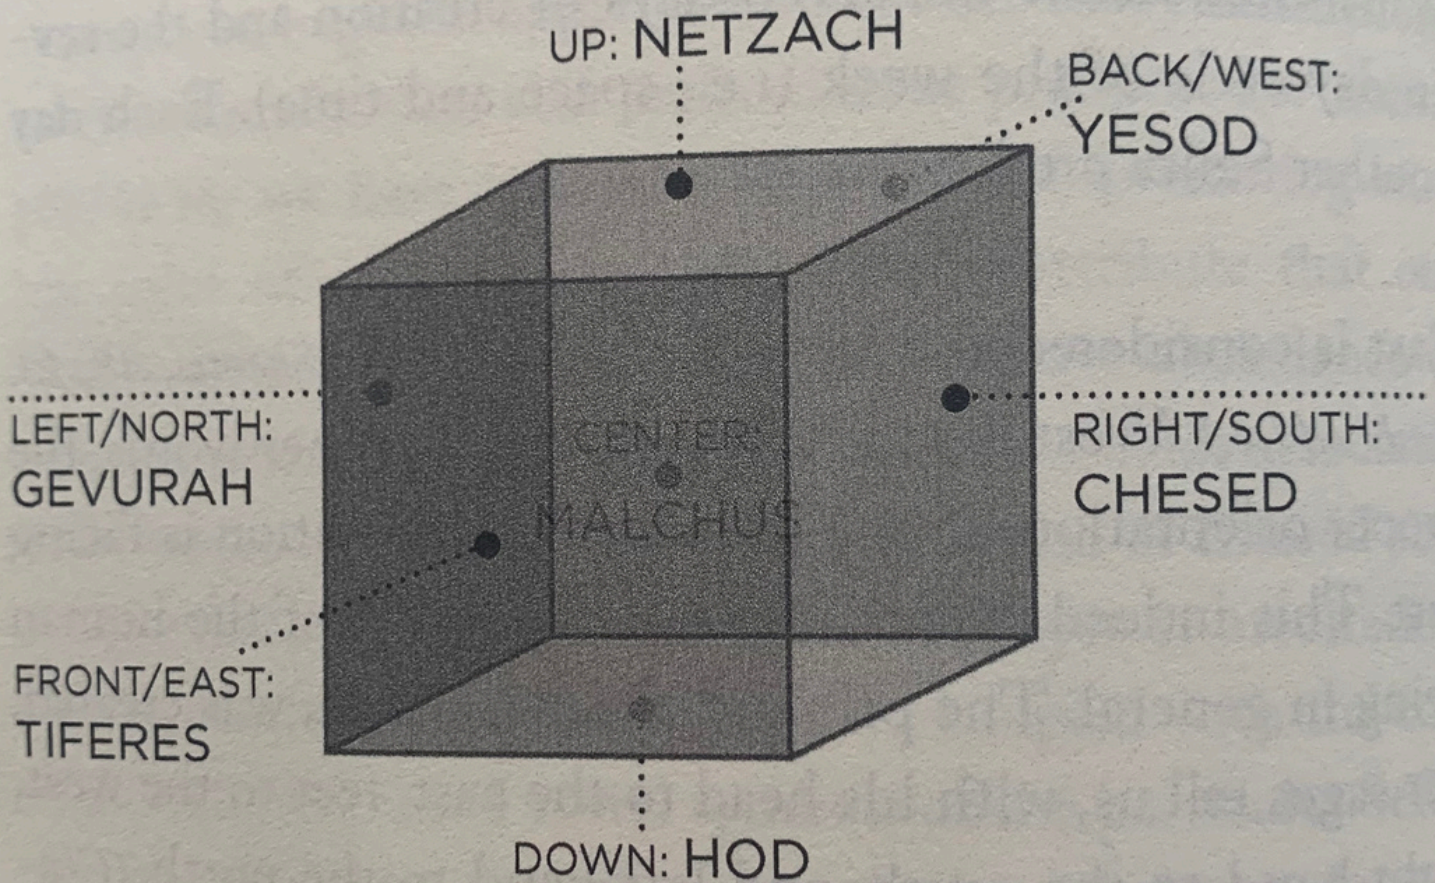 UP: NETZACH
BACK/WEST:
YESOD
LEFT/NORTH:
GEVURAH
CENTER:
MALCHUS
RIGHT/SOUTH:
CHESED
FRONT/EAST:
TIFERES
DOWN: HOD